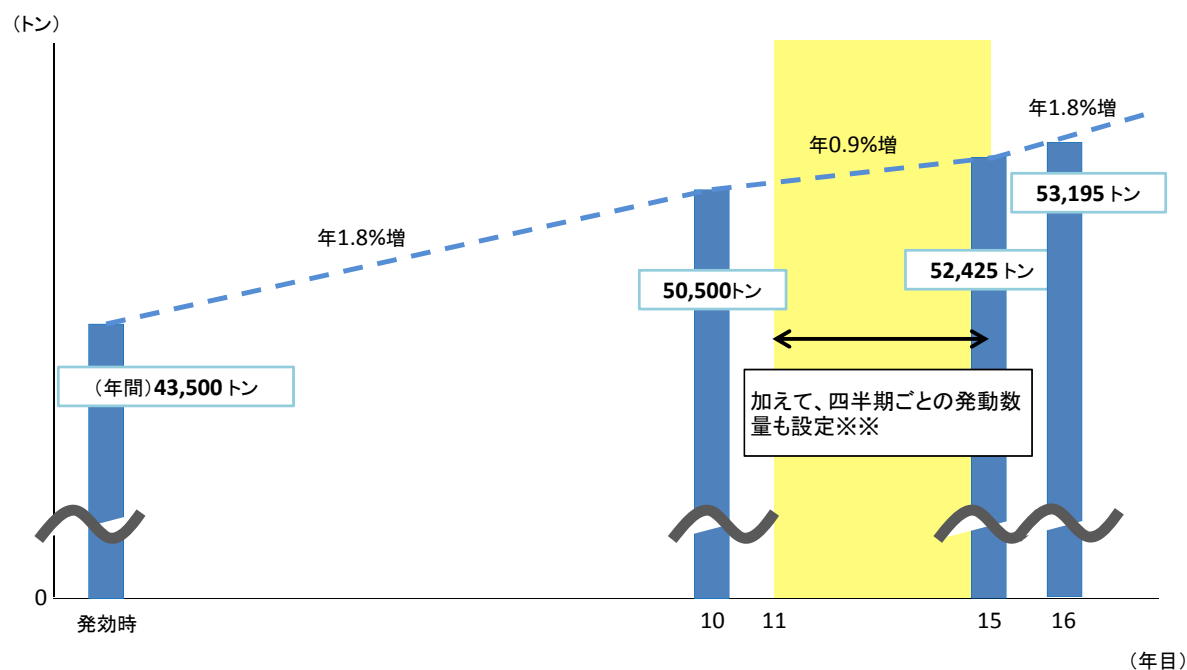 (トン)
年1.8%増
年0.9%増
年1.8%増
53,195 トン
52,425 トン
50,500トン
(年間)43,500 トン
加えて、四半期ごとの発動数
量も設定※※
0
発効時
10
11
15
16
(年目)